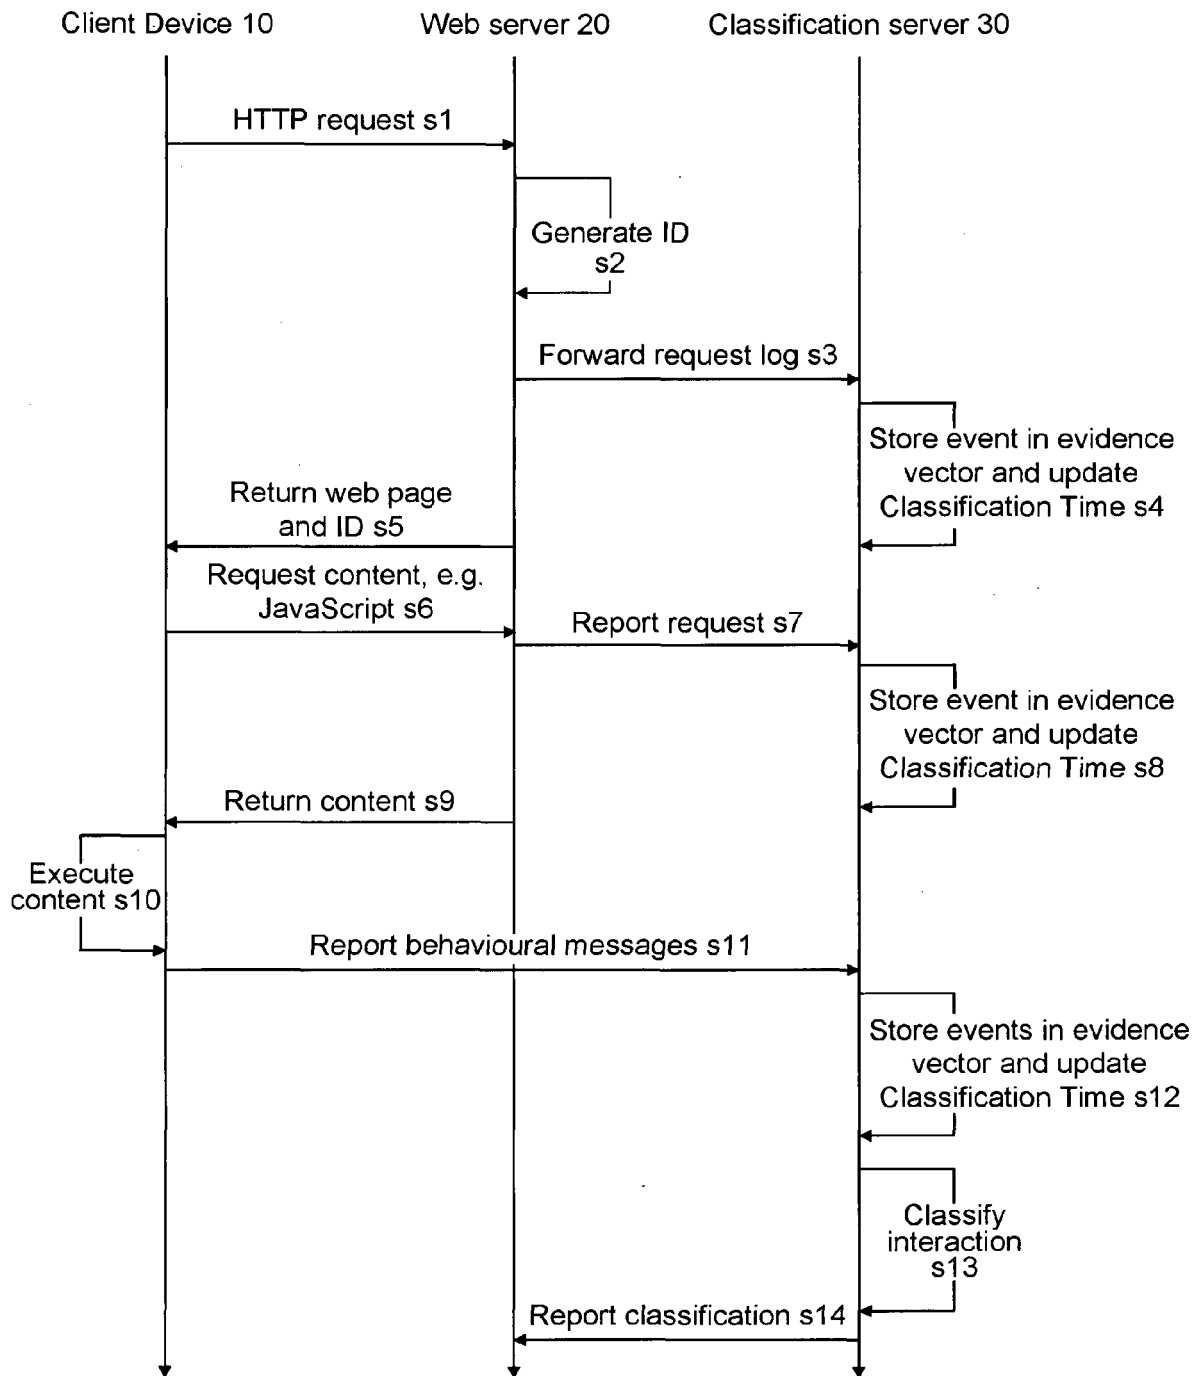 Client Device 10
Web server 20
Classification server 30
HTTP request s1
Generate ID
s2
Forward request log s3
Store event in evidence
vector and update
Classification Time s4
Return web page
and ID s5
Request content, e.g.
JavaScript s6
Report request s7
Store event in evidence
vector and update
Classification Time s8
Return content s9
Execute
content s10
Report behavioural messages s11
Store events in evidence
vector and update
Classification Time s12
Classify
interaction
s13
Report classification s14